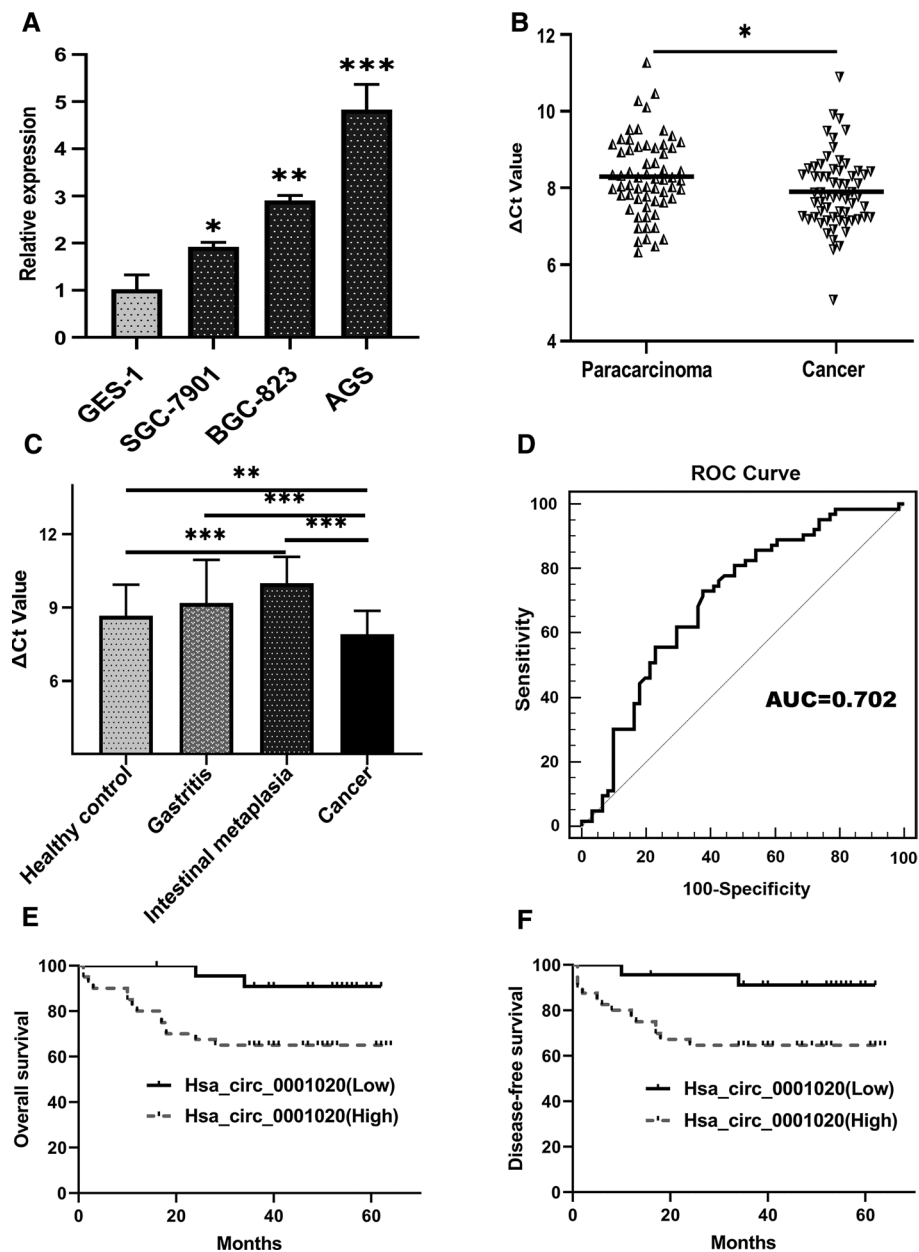 A
Relative expression
6
5
4
3
2
1
0
*
**
***
GES-1
SGC-7901
BGC-823
AGS
B
ΔCt Value
12
10
8
6
4
*
Paracarcinoma
Cancer
C
ΔCt Value
12
9
6
**
***
***
***
Healthy control
Gastritis
Intestinal metaplasia
Cancer
D
ROC Curve
Sensitivity
100
80
60
40
20
0
AUC=0.702
0 20 40 60 80 100
100-Specificity
E
Overall survival
100
80
60
40
20
0
Hsa_circ_0001020(Low)
Hsa_circ_0001020(High)
0 20 40 60
Months
F
Disease-free survival
100
80
60
40
20
0
Hsa_circ_0001020(Low)
Hsa_circ_0001020(High)
0 20 40 60
Months